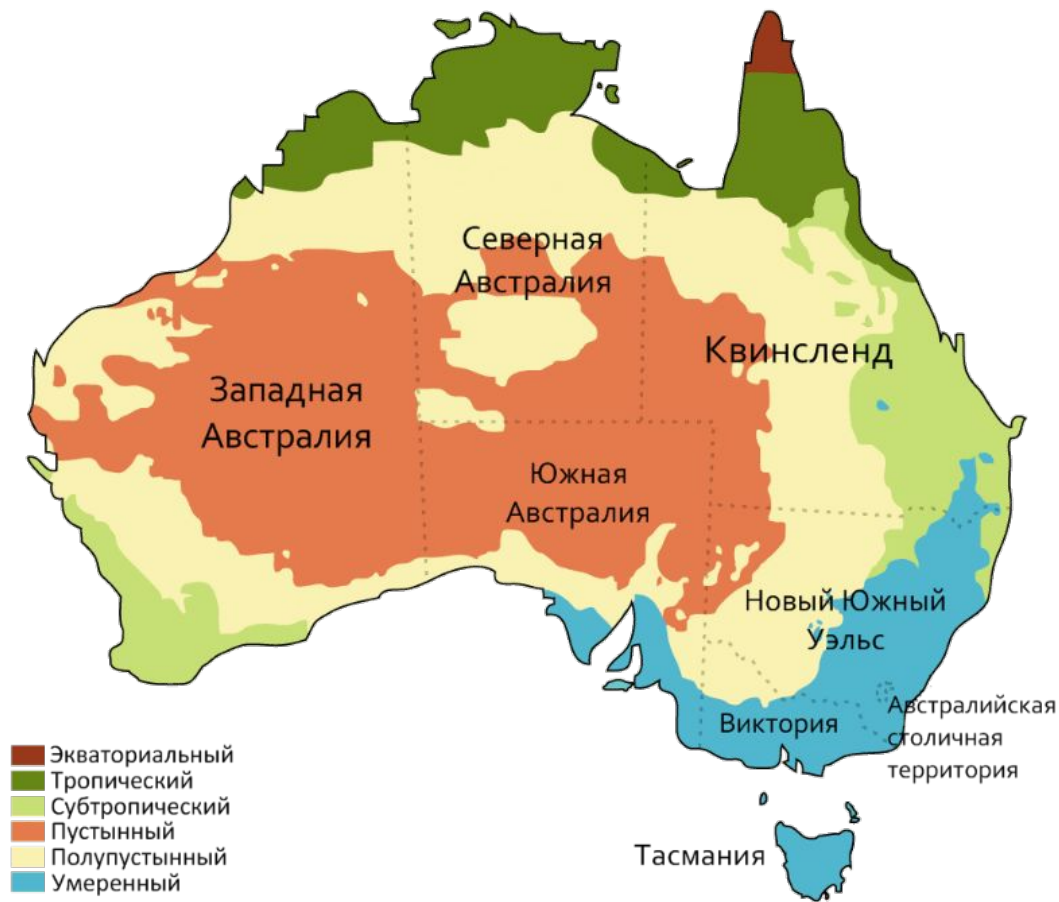 Северная
Австралия
Квинсленд
Западная
Австралия
Южная
Австралия
Новый Южный
Уэльс
Австралийская
столичная
территория
Виктория
Тасмания
Экваториальный
Тропический
Субтропический
Пустынный
Полупустынный
Умеренный